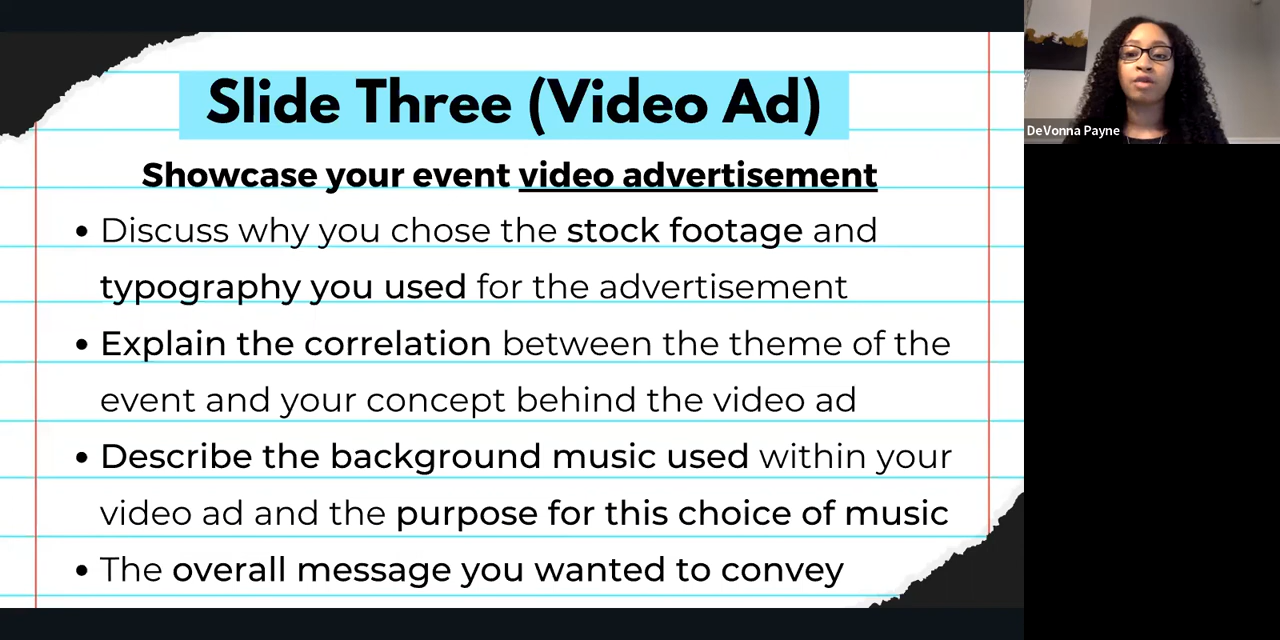 Slide Three (Video Ad)
Showcase your event video advertisement
• Discuss why you chose the stock footage and
typography you used for the advertisement
• Explain the correlation between the theme of the
event and your concept behind the video ad
• Describe the background music used within your
video ad and the purpose for this choice of music
• The overall message you wanted to convey
DeVonna Payne